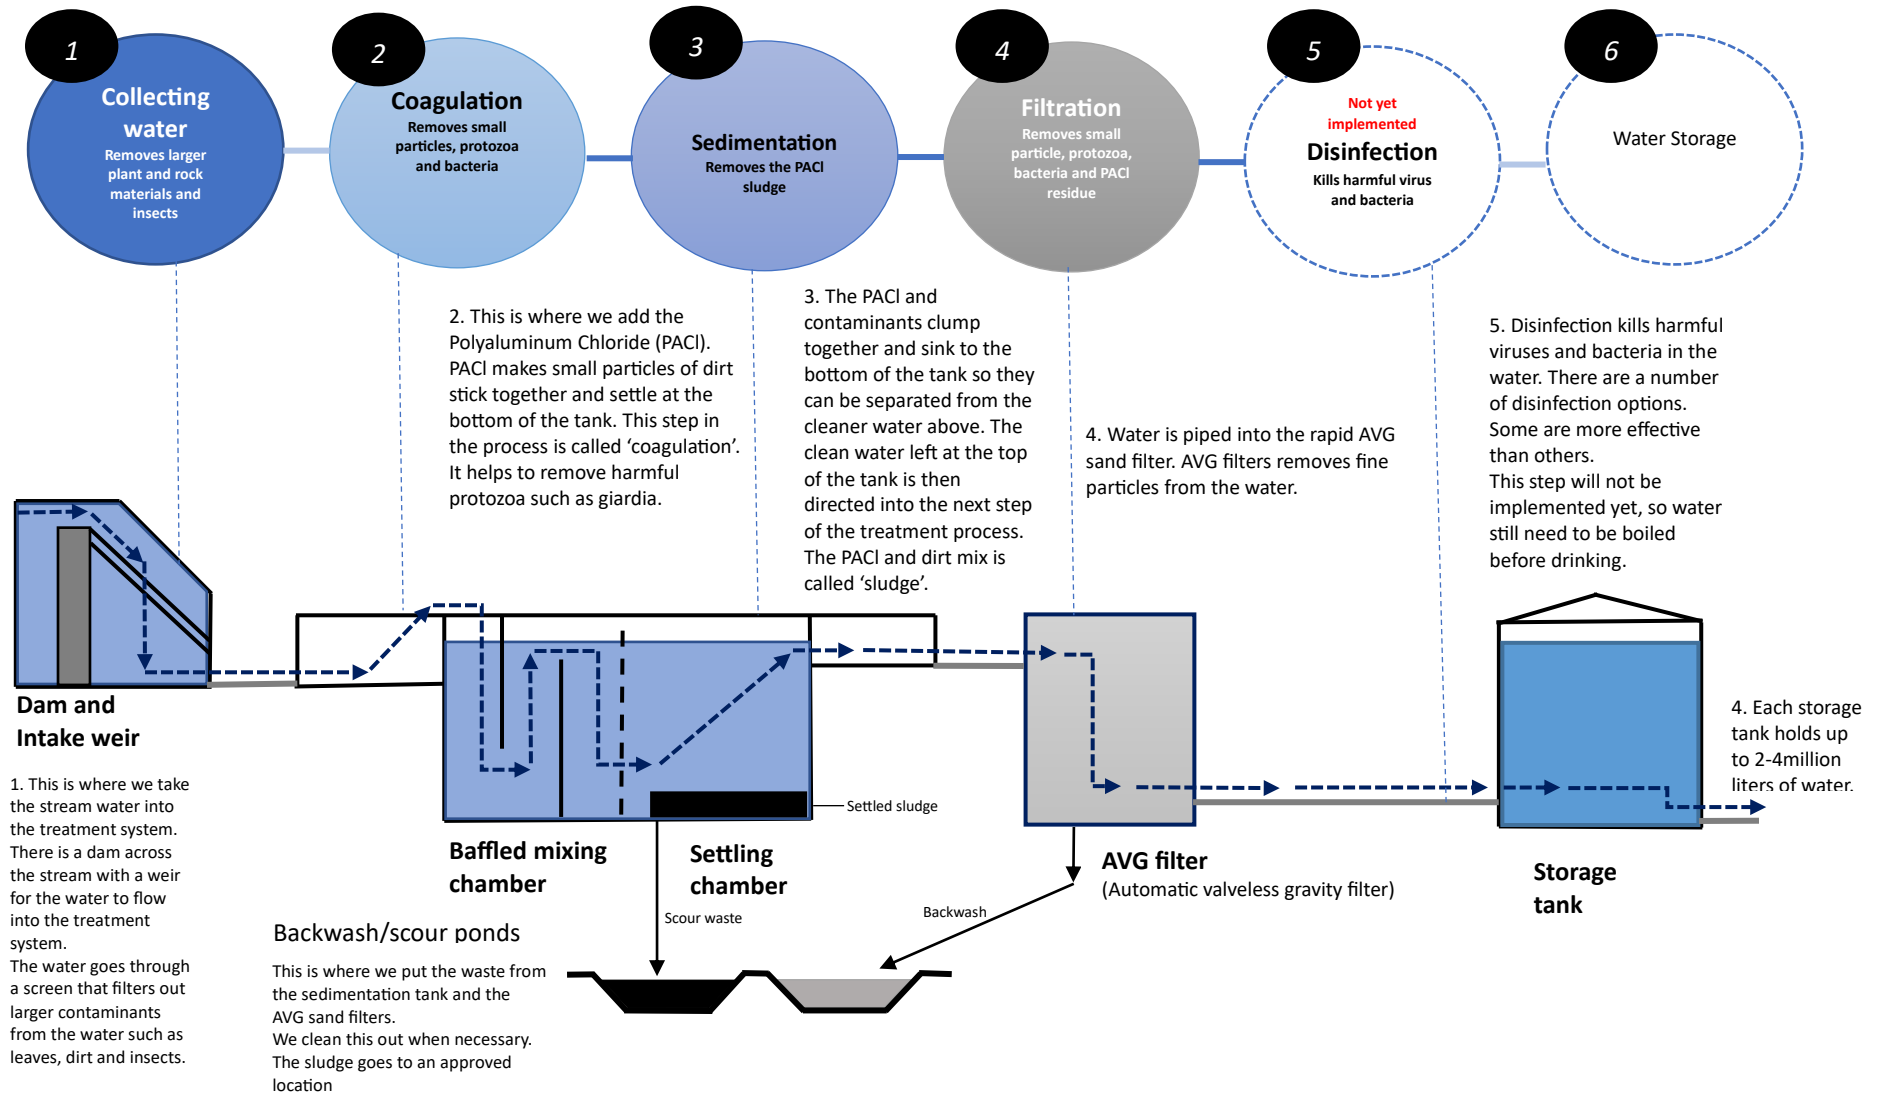 1
Collecting
water
Removes larger
plant and rock
materials and
insects
2
Coagulation
Removes small
particles, protozoa
and bacteria
3
Sedimentation
Removes the PACl
sludge
4
Filtration
Removes small
particle, protozoa,
bacteria and PACl
residue
5
Not yet
implemented
Disinfection
Kills harmful virus
and bacteria
6
Water Storage
2. This is where we add the
Polyaluminum Chloride (PACl).
PACl makes small particles of dirt
stick together and settle at the
bottom of the tank. This step in
the process is called ‘coagulation’.
It helps to remove harmful
protozoa such as giardia.
3. The PACl and
contaminants clump
together and sink to the
bottom of the tank so they
can be separated from the
cleaner water above. The
clean water left at the top
of the tank is then
directed into the next step
of the treatment process.
The PACl and dirt mix is
called ‘sludge’.
4. Water is piped into the rapid AVG
sand filter. AVG filters removes fine
particles from the water.
5. Disinfection kills harmful
viruses and bacteria in the
water. There are a number
of disinfection options.
Some are more effective
than others.
This step will not be
implemented yet, so water
still need to be boiled
before drinking.
Dam and
Intake weir
1. This is where we take
the stream water into
the treatment system.
There is a dam across
the stream with a weir
for the water to flow
into the treatment
system.
The water goes through
a screen that filters out
larger contaminants
from the water such as
leaves, dirt and insects.
Settled sludge
Baffled mixing
chamber
Settling
chamber
AVG filter
(Automatic valveless gravity filter)
Storage
tank
4. Each storage
tank holds up
to 2-4million
liters of water.
Scour waste
Backwash
Backwash/scour ponds
This is where we put the waste from
the sedimentation tank and the
AVG sand filters.
We clean this out when necessary.
The sludge goes to an approved
location